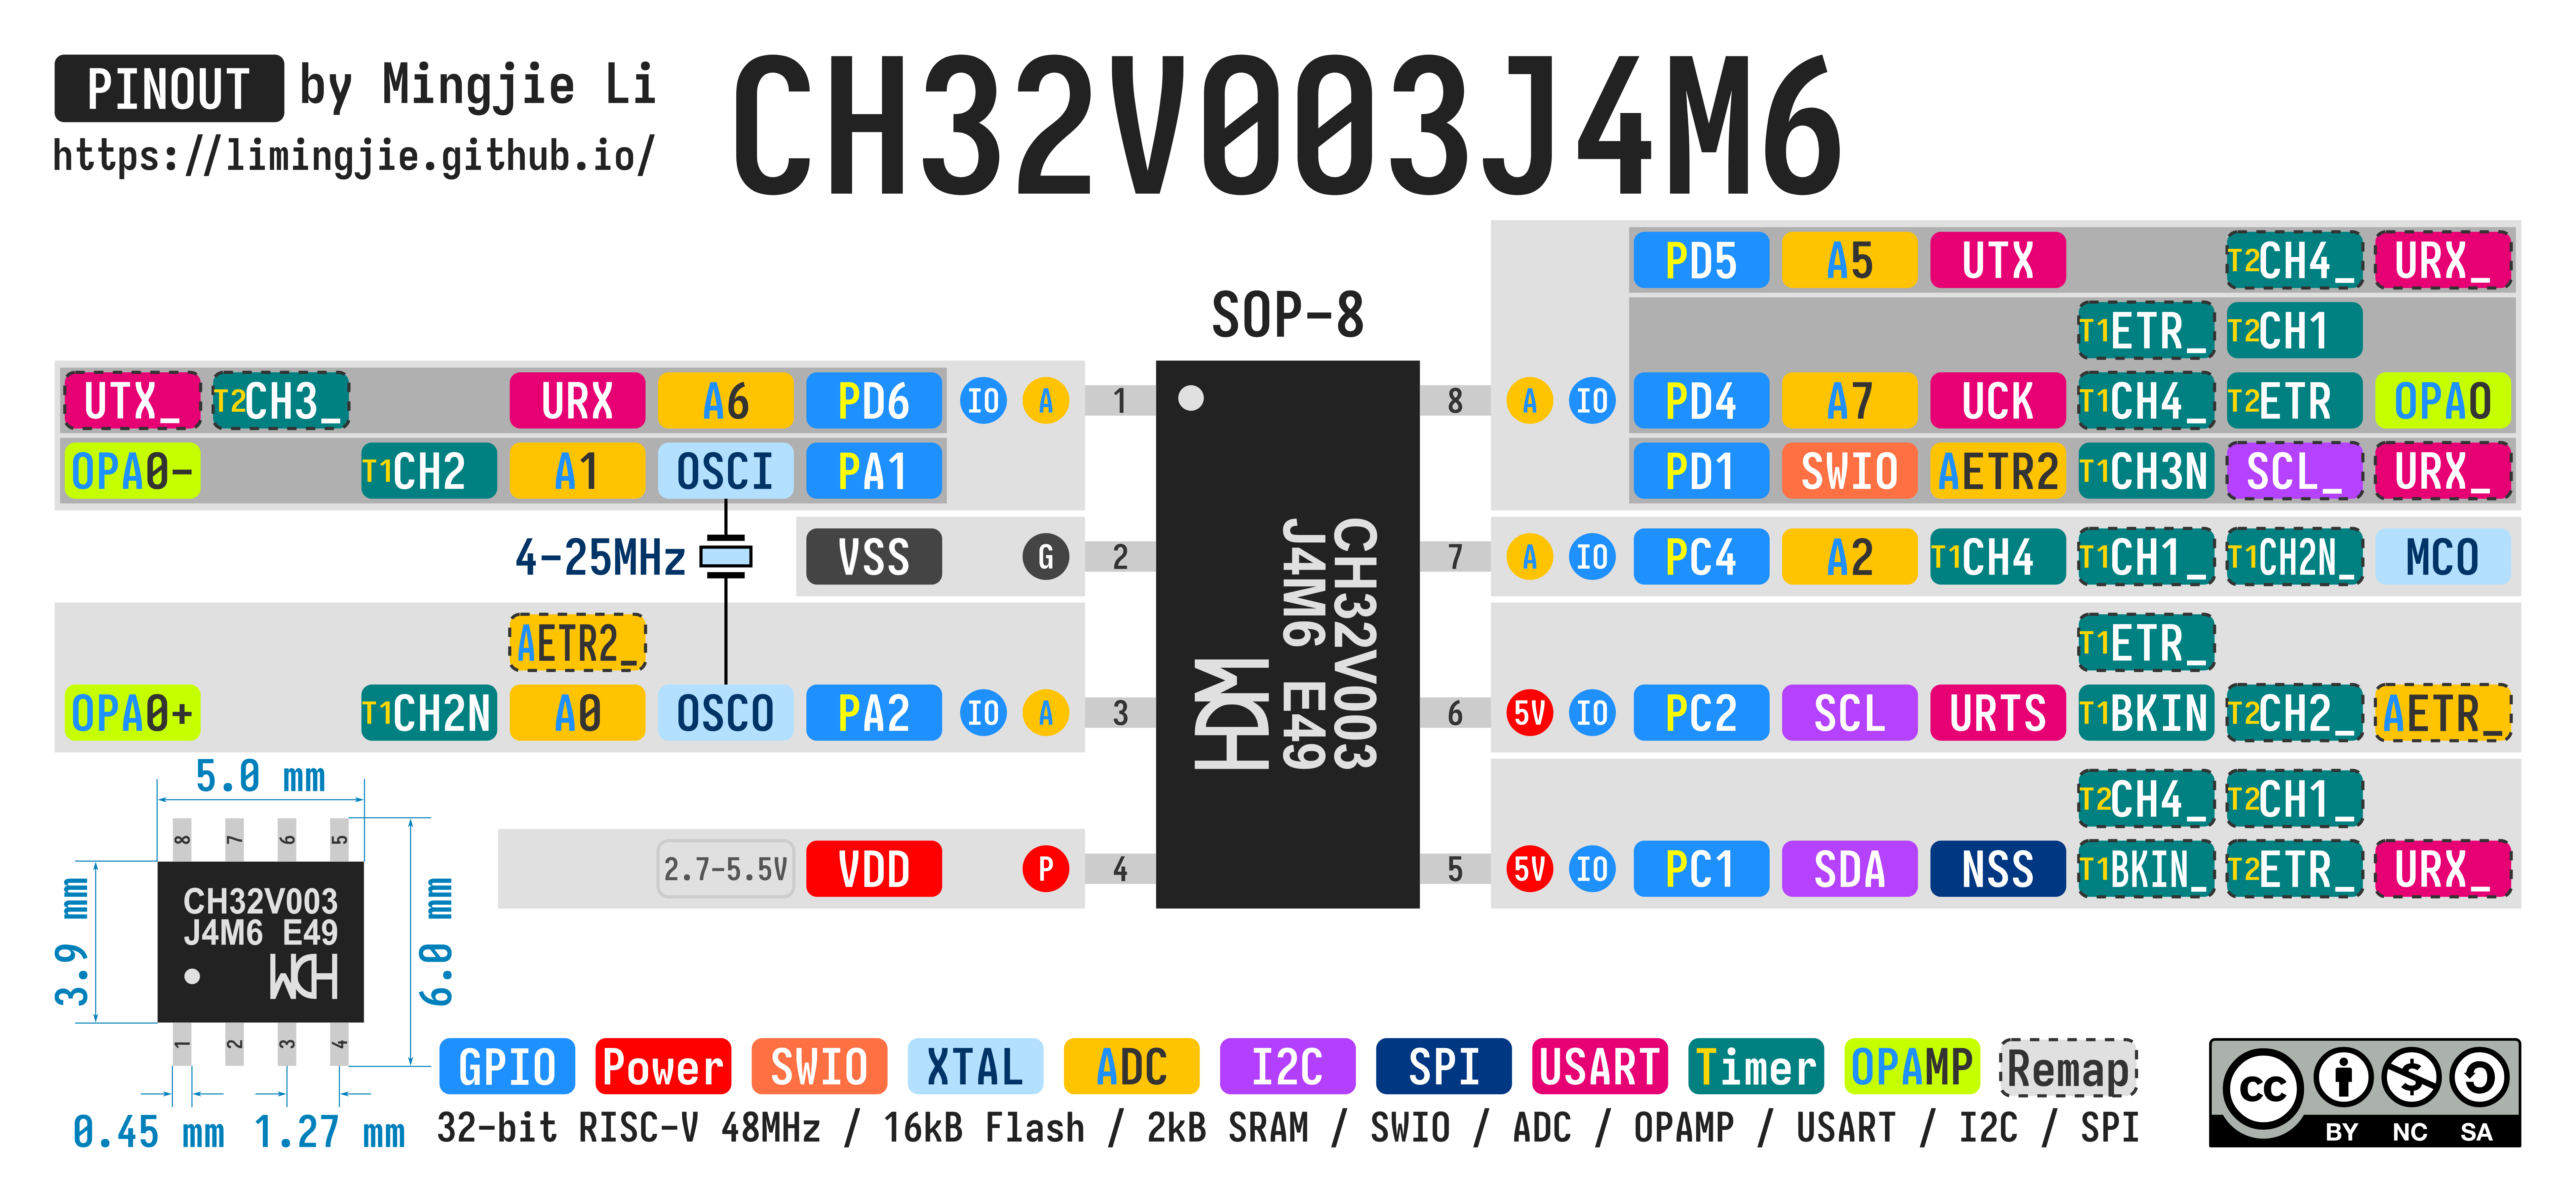 PINOUT by Mingjie Li
https://limingjie.github.io/
CH32V003J4M6
SOP-8
PD5 A5 UTX T2CH4_ URX_
T1ETR_ T2CH1
UTX_ T2CH3_ URX A6 PD6 IO A 1
8 A IO PD4 A7 UCK T1CH4_ T2ETR OPAO
OPA0- T1CH2 A1 OSCI PA1
PD1 SWIO AETR2 T1CH3N SCL_ URX_
4-25MHz VSS G 2
7 A IO PC4 A2 T1CH4 T1CH1_ T1CH2N_ MCO
AETR2_
T1ETR_
OPA0+ T1CH2N A0 OSCO PA2 IO A 3
6 5V IO PC2 SCL URTS T1BKIN T2CH2_ AETR_
T2CH4_ T2CH1_
2.7-5.5V VDD P 4
5 5V IO PC1 SDA NSS T1BKIN_ T2ETR_ URX_
CH32V003
J4M6 E49
5.0 mm
8 7 6 5
3.9 mm
CH32V003
J4M6 E49
6.0 mm
1 2 3 4
0.45 mm 1.27 mm
GPIO Power SWIO XTAL ADC I2C SPI USART Timer OPAMP Remap
32-bit RISC-V 48MHz / 16kB Flash / 2kB SRAM / SWIO / ADC / OPAMP / USART / I2C / SPI
cc
BY NC SA